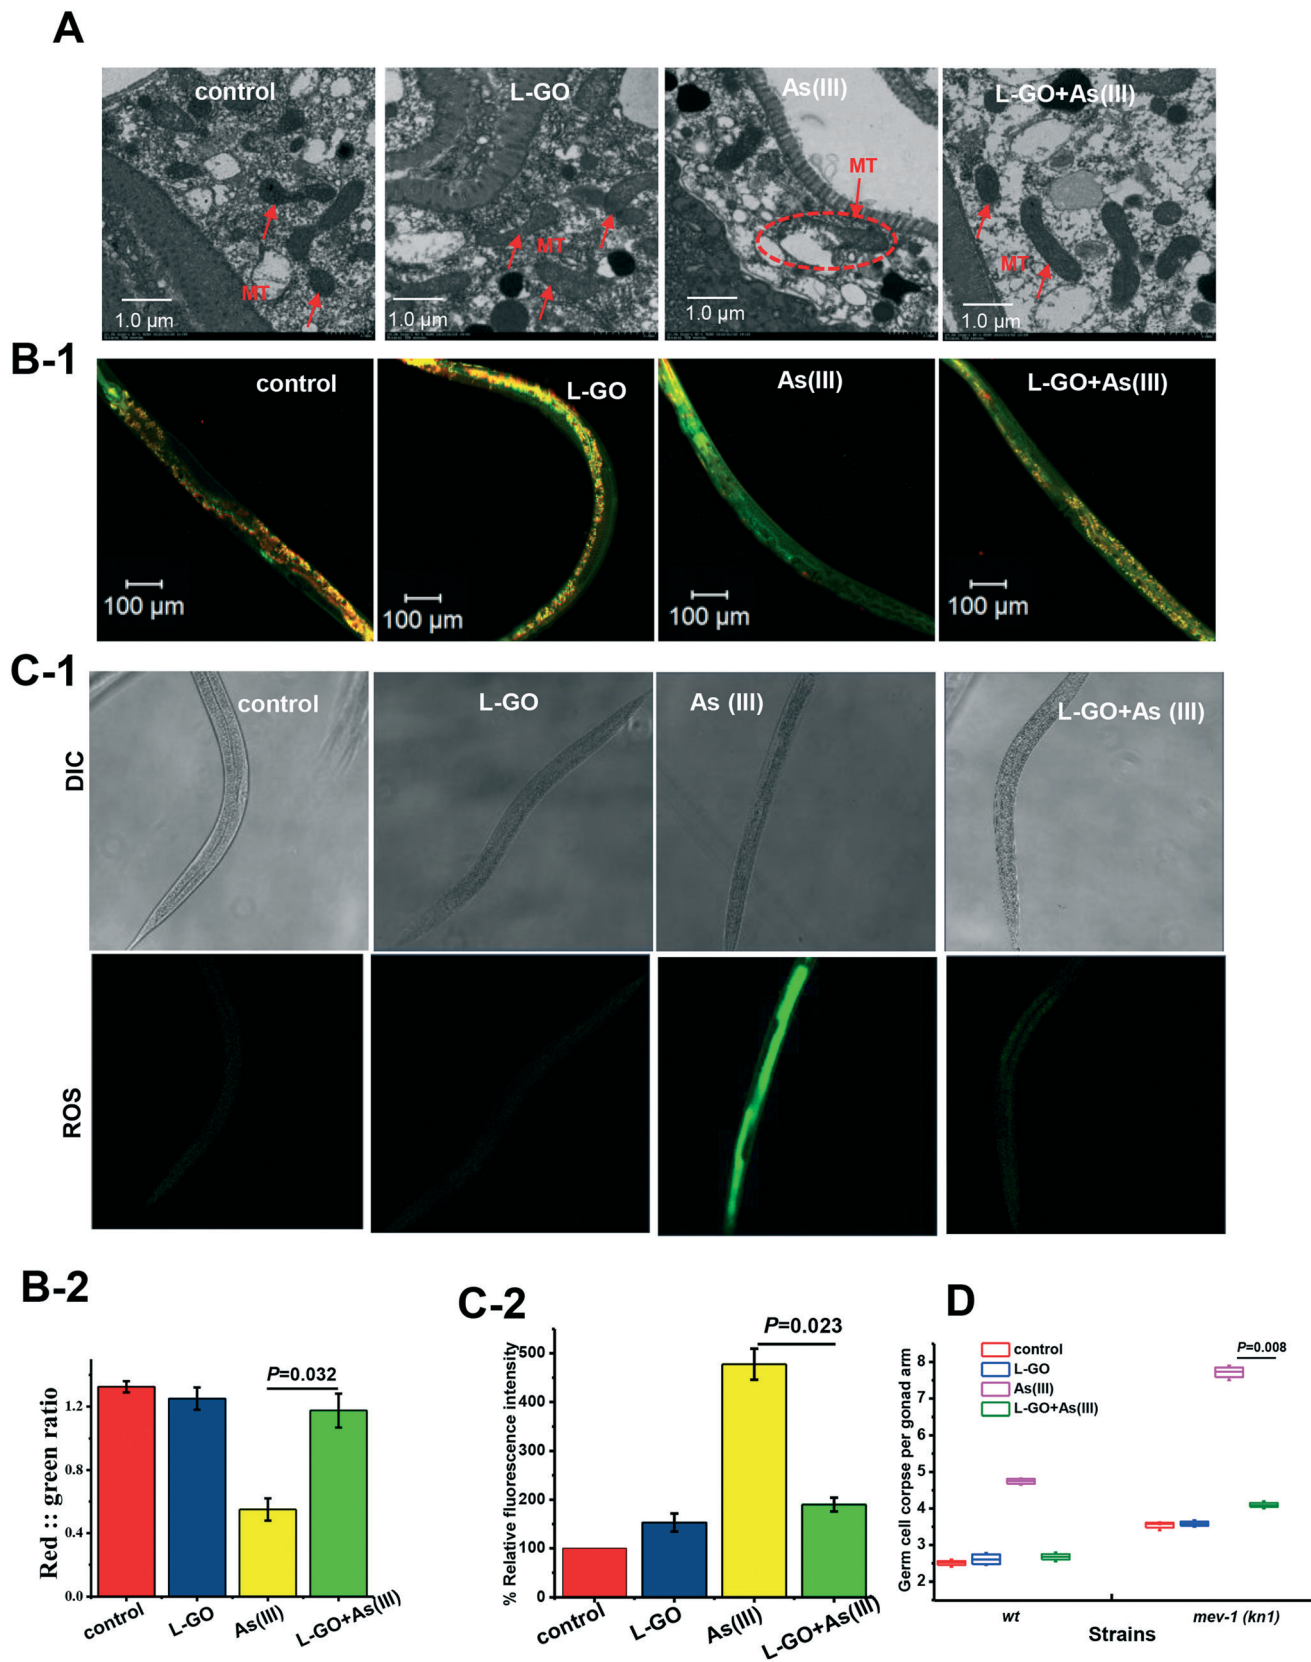 A
control
L-GO
As(III)
L-GO+As(III)
MT
MT
MT
MT
1.0 µm
1.0 µm
1.0 µm
1.0 µm
B-1
control
L-GO
As(III)
L-GO+As(III)
100 µm
100 µm
100 µm
100 µm
C-1
DIC
control
L-GO
As (III)
L-GO+As (III)
ROS
B-2
Red :: green ratio
1.2
0.8
0.4
0.0
P=0.032
control
L-GO
As(III)
L-GO+As(III)
C-2
% Relative fluorescence intensity
500
400
300
200
100
0
P=0.023
control
L-GO
As(III)
L-GO+As(III)
D
Germ cell corpse per gonad arm
8
7
6
5
4
3
2
control
L-GO
As(III)
L-GO+As(III)
P=0.008
wt
mev-1 (kn1)
Strains